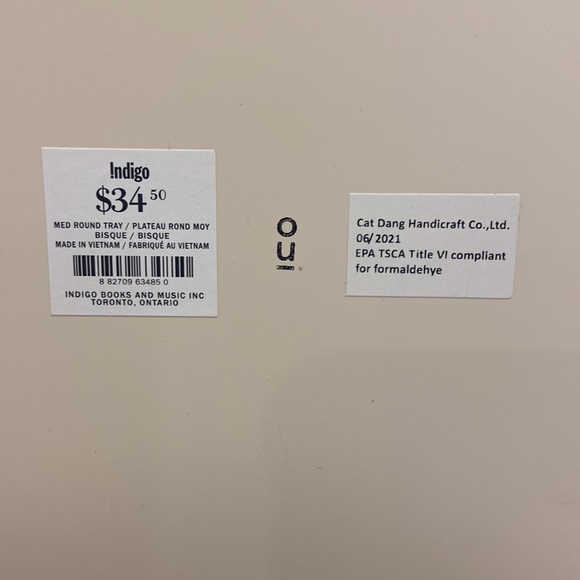 !ndigo
$34 50
MED ROUND TRAY / PLATEAU ROND MOY
BISQUE / BISQUE
MADE IN VIETNAM / FABRIQUÉ AU VIETNAM
8 82709 63485 0
INDIGO BOOKS AND MUSIC INC
TORONTO, ONTARIO
o
u
Cat Dang Handicraft Co.,Ltd.
06/2021
EPA TSCA Title VI compliant
for formaldehye